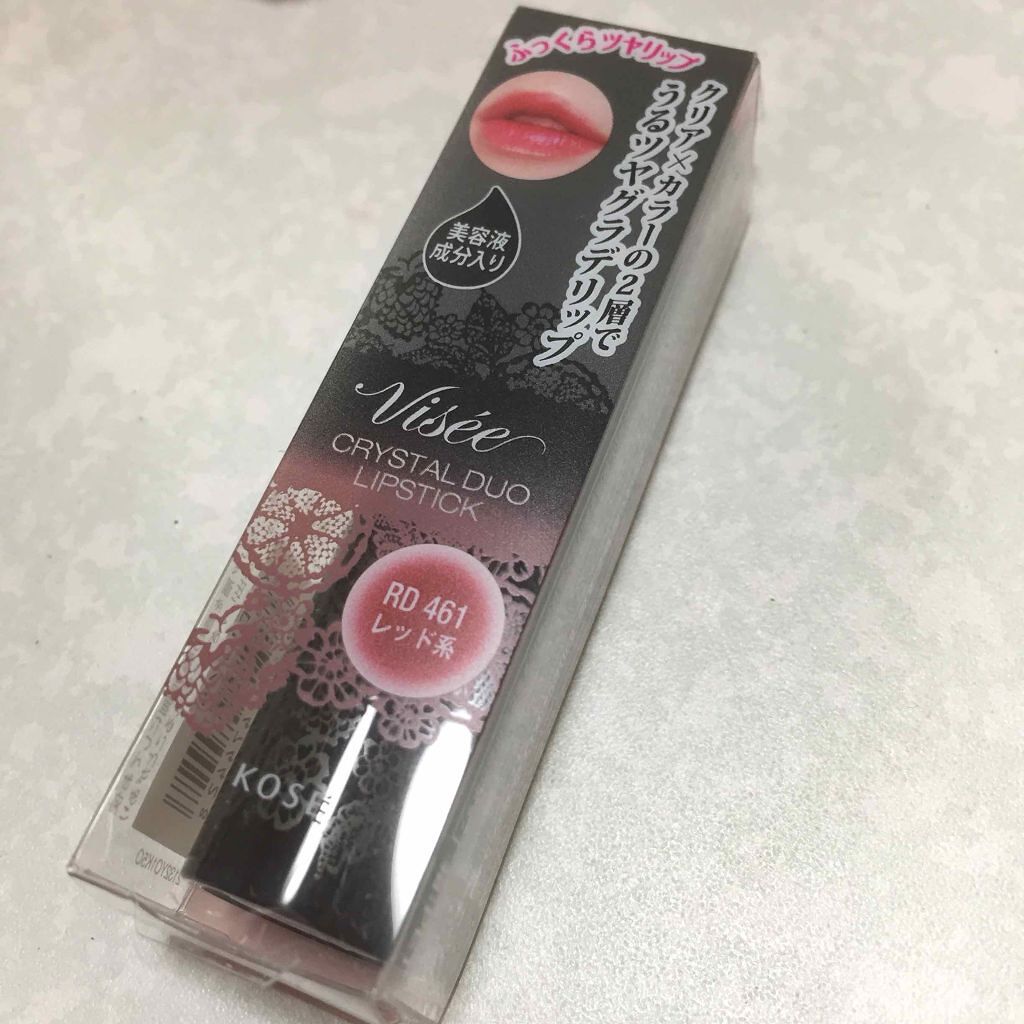 ふっくらツヤリップ
クリア×カラーの2層で
うるツヤグラデリップ
美容液
成分入り
Visée
CRYSTAL DUO
LIPSTICK
RD 461
レッド系
KOSÉ